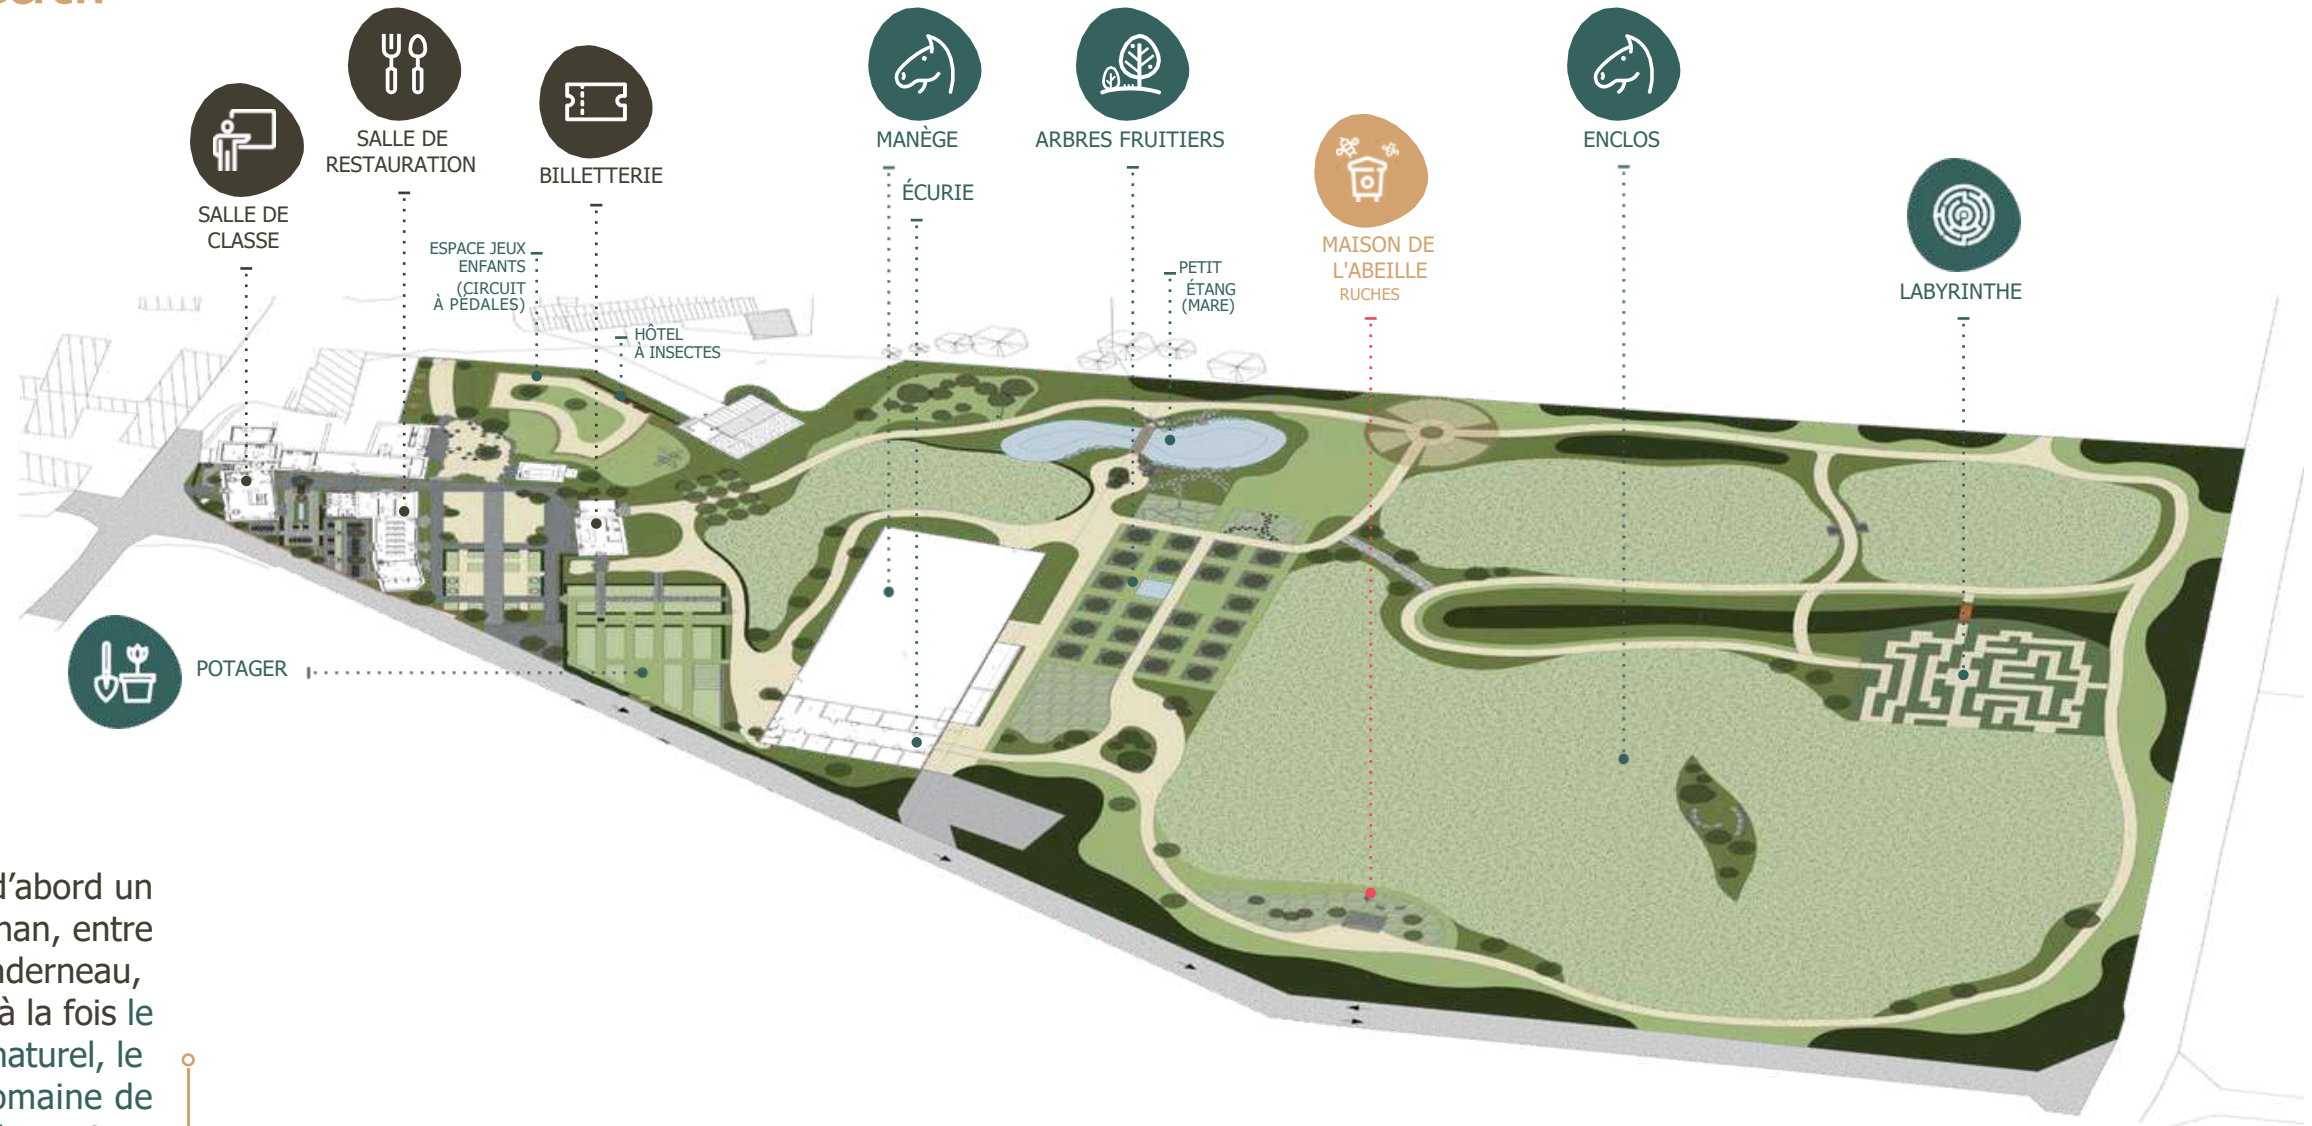 SALLE DE
CLASSE
SALLE DE
RESTAURATION
BILLETTERIE
ESPACE JEUX
ENFANTS
(CIRCUIT
À PÉDALES)
HÔTEL
À INSECTES
MANÈGE
ÉCURIE
ARBRES FRUITIERS
PETIT
ÉTANG
(MARE)
MAISON DE
L'ABEILLE
RUCHES
ENCLOS
LABYRINTHE
POTAGER
d'abord un
nan, entre
nderneau,
à la fois le
naturel, le
omaine de